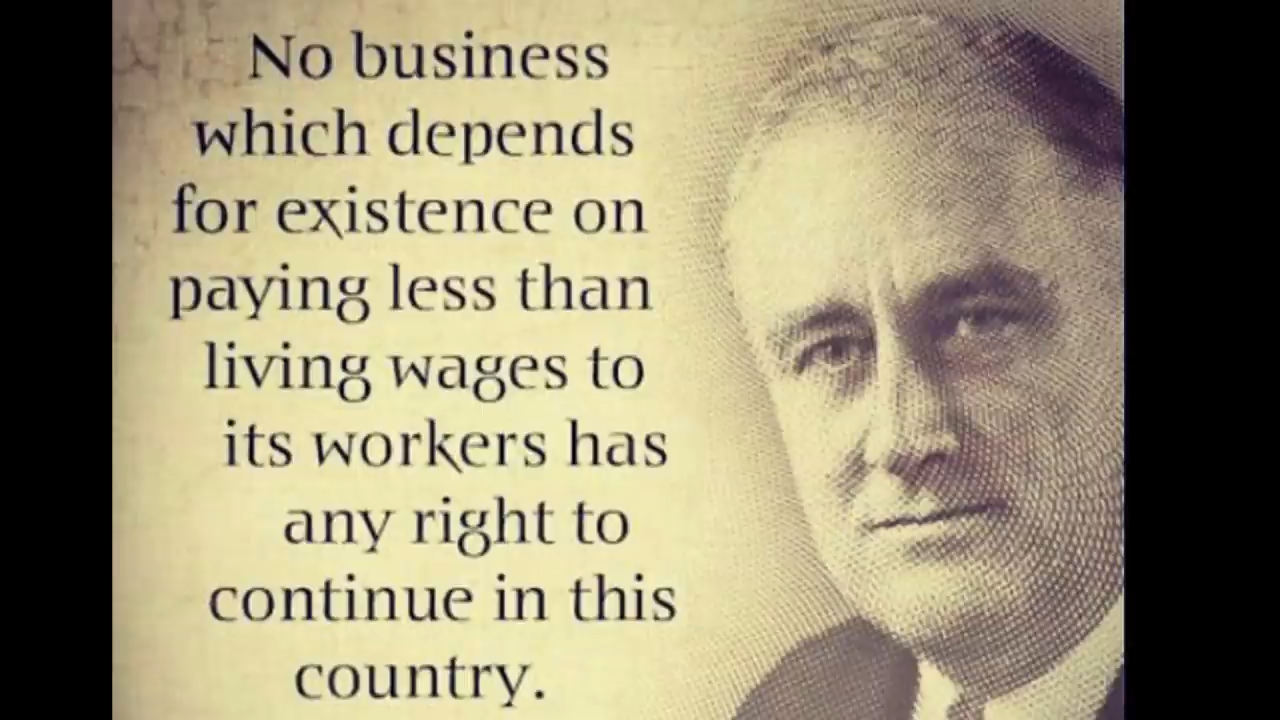 No business
which depends
for existence on
paying less than
living wages to
its workers has
any right to
continue in this
country.